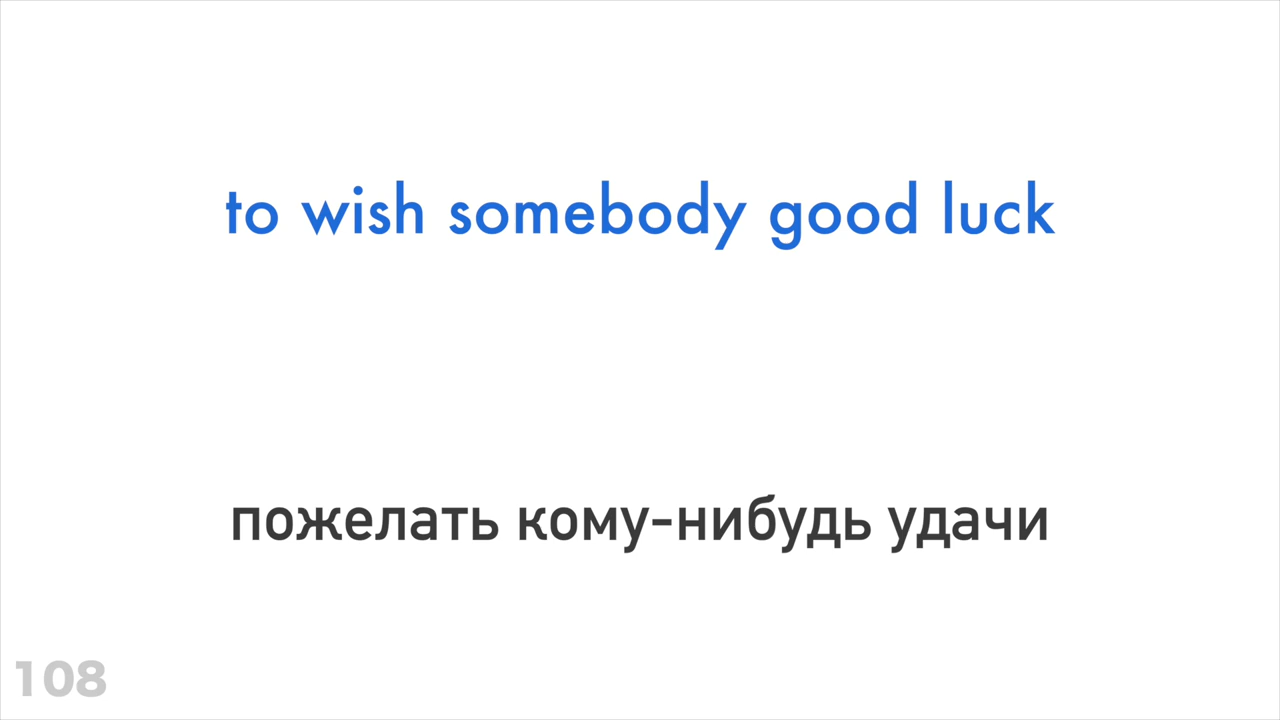 to wish somebody good luck
пожелать кому-нибудь удачи
108